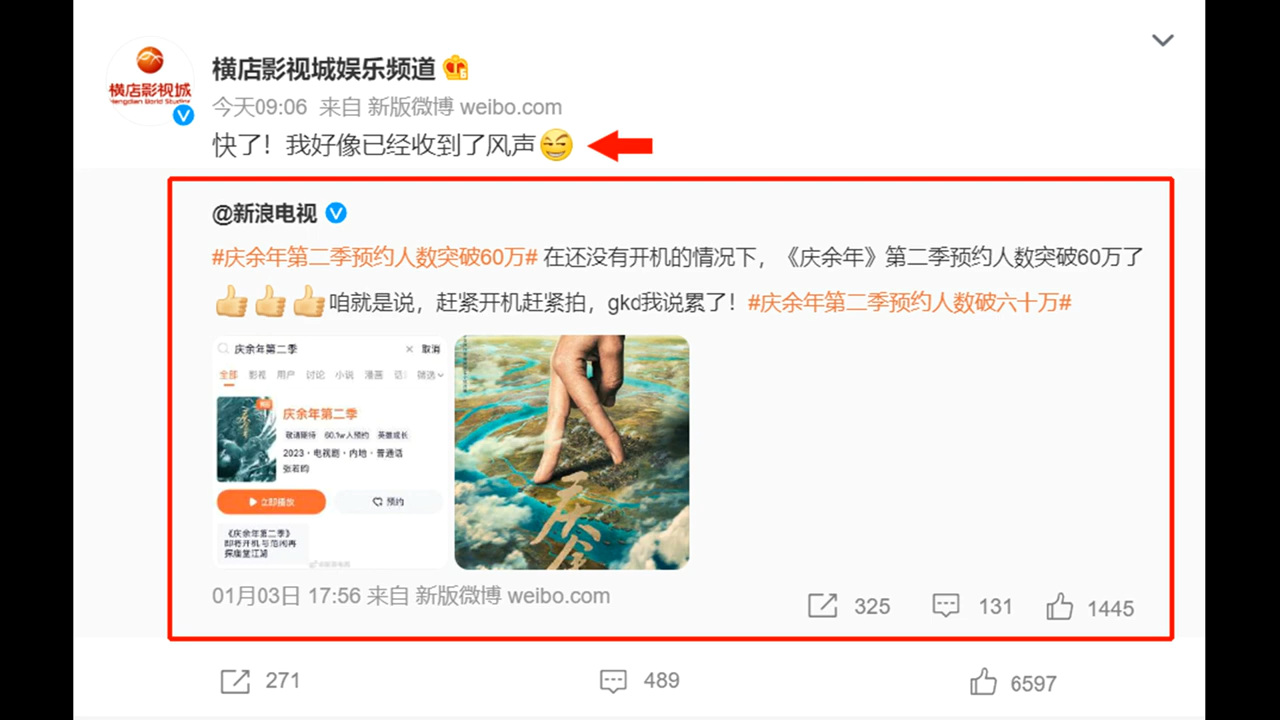 横店影视城娱乐频道
横店影视城
Hengdian World Studios
今天09:06 来自 新版微博 weibo.com
快了！我好像已经收到了风声
@新浪电视
#庆余年第二季预约人数突破60万# 在还没有开机的情况下，《庆余年》第二季预约人数突破60万了
咱就是说，赶紧开机赶紧拍，gkd我说累了！#庆余年第二季预约人数破六十万#
庆余年第二季 × 取消
全部 影视 用户 讨论 小说 漫画 筛选
庆余年第二季
敬请期待 60.1w人预约 英雄成长
2023·电视剧·内地·普通话
张若昀
立即播放 预约
《庆余年第二季》
即将开机 与范闲再
探庙堂江湖
庆余
01月03日 17:56 来自 新版微博 weibo.com
325 131 1445
271 489 6597